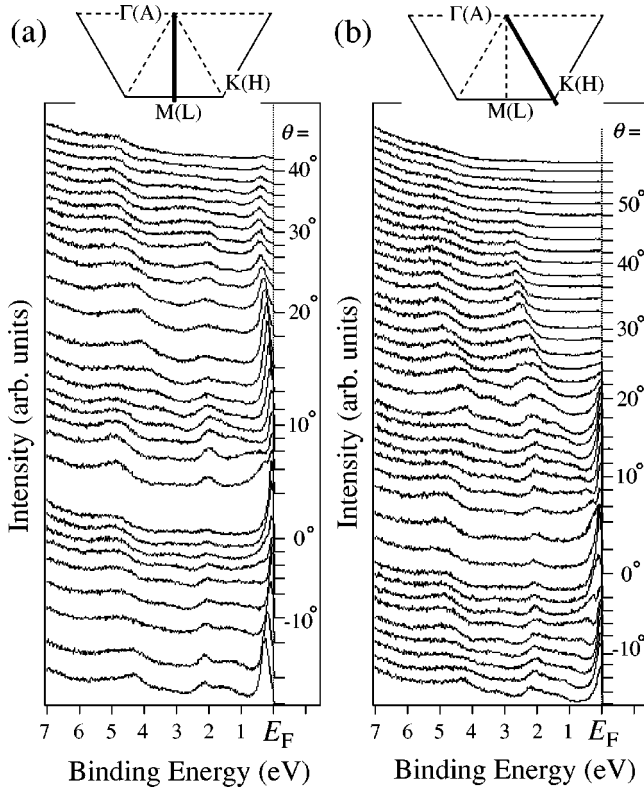 (a)
Γ(A)
K(H)
M(L)
θ =
40°
30°
20°
10°
0°
-10°
Intensity (arb. units)
7 6 5 4 3 2 1 E_F
Binding Energy (eV)
(b)
Γ(A)
K(H)
M(L)
θ =
50°
40°
30°
20°
10°
0°
-10°
Intensity (arb. units)
7 6 5 4 3 2 1 E_F
Binding Energy (eV)